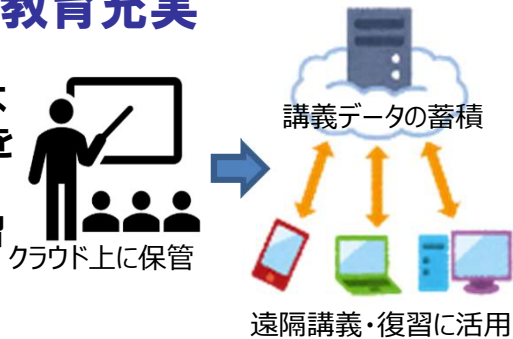 教育充実
を
講義データの蓄積
クラウド上に保管
遠隔講義・復習に活用